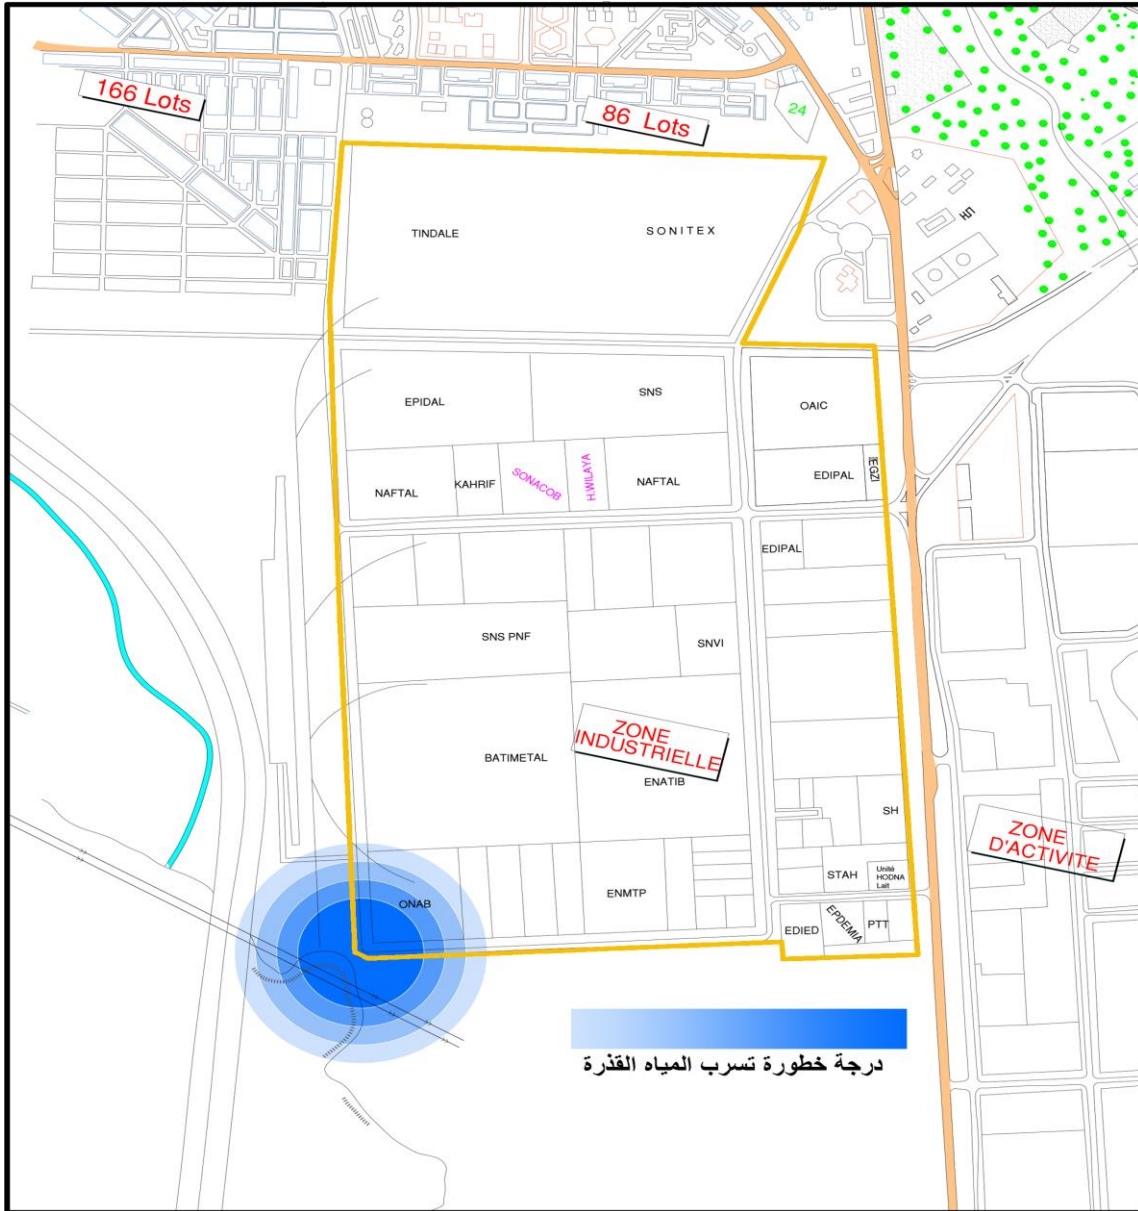 166 Lots
86 Lots
24
TINDALE
SONITEX
EPIDAL
SNS
OAIC
NAFTAL
KAHRIF
SONACOB
H.WILAYA
NAFTAL
EDIPAL
EDIPAL
SNS PNF
SNVI
ZONE
INDUSTRIELLE
BATIMETAL
ENATIB
SH
ZONE
D'ACTIVITE
STAH
Unité
HODNA
Lait
ONAB
ENMTP
EDIED
EPDEMIA
PTT
درجة خطورة تسرب المياه القذرة